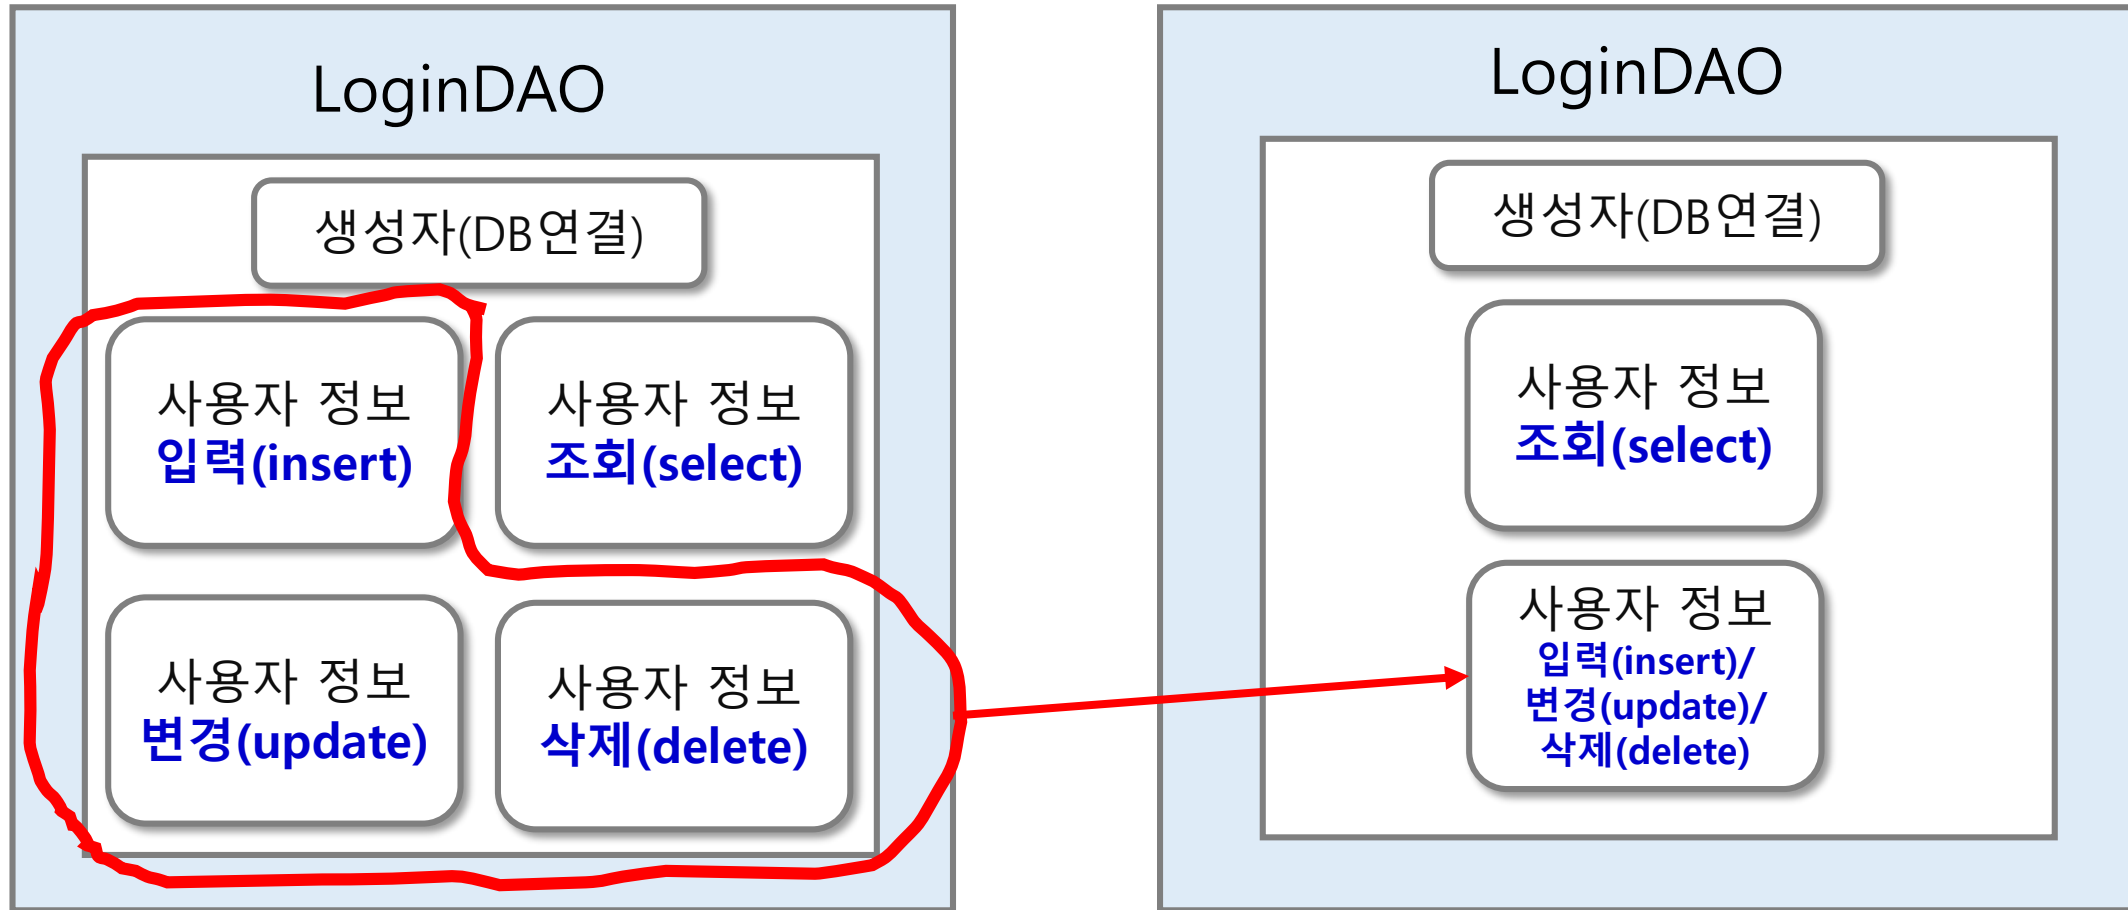 LoginDAO
생성자(DB연결)
사용자 정보
입력(insert)
사용자 정보
조회(select)
사용자 정보
변경(update)
사용자 정보
삭제(delete)
LoginDAO
생성자(DB연결)
사용자 정보
조회(select)
사용자 정보
입력(insert)/
변경(update)/
삭제(delete)